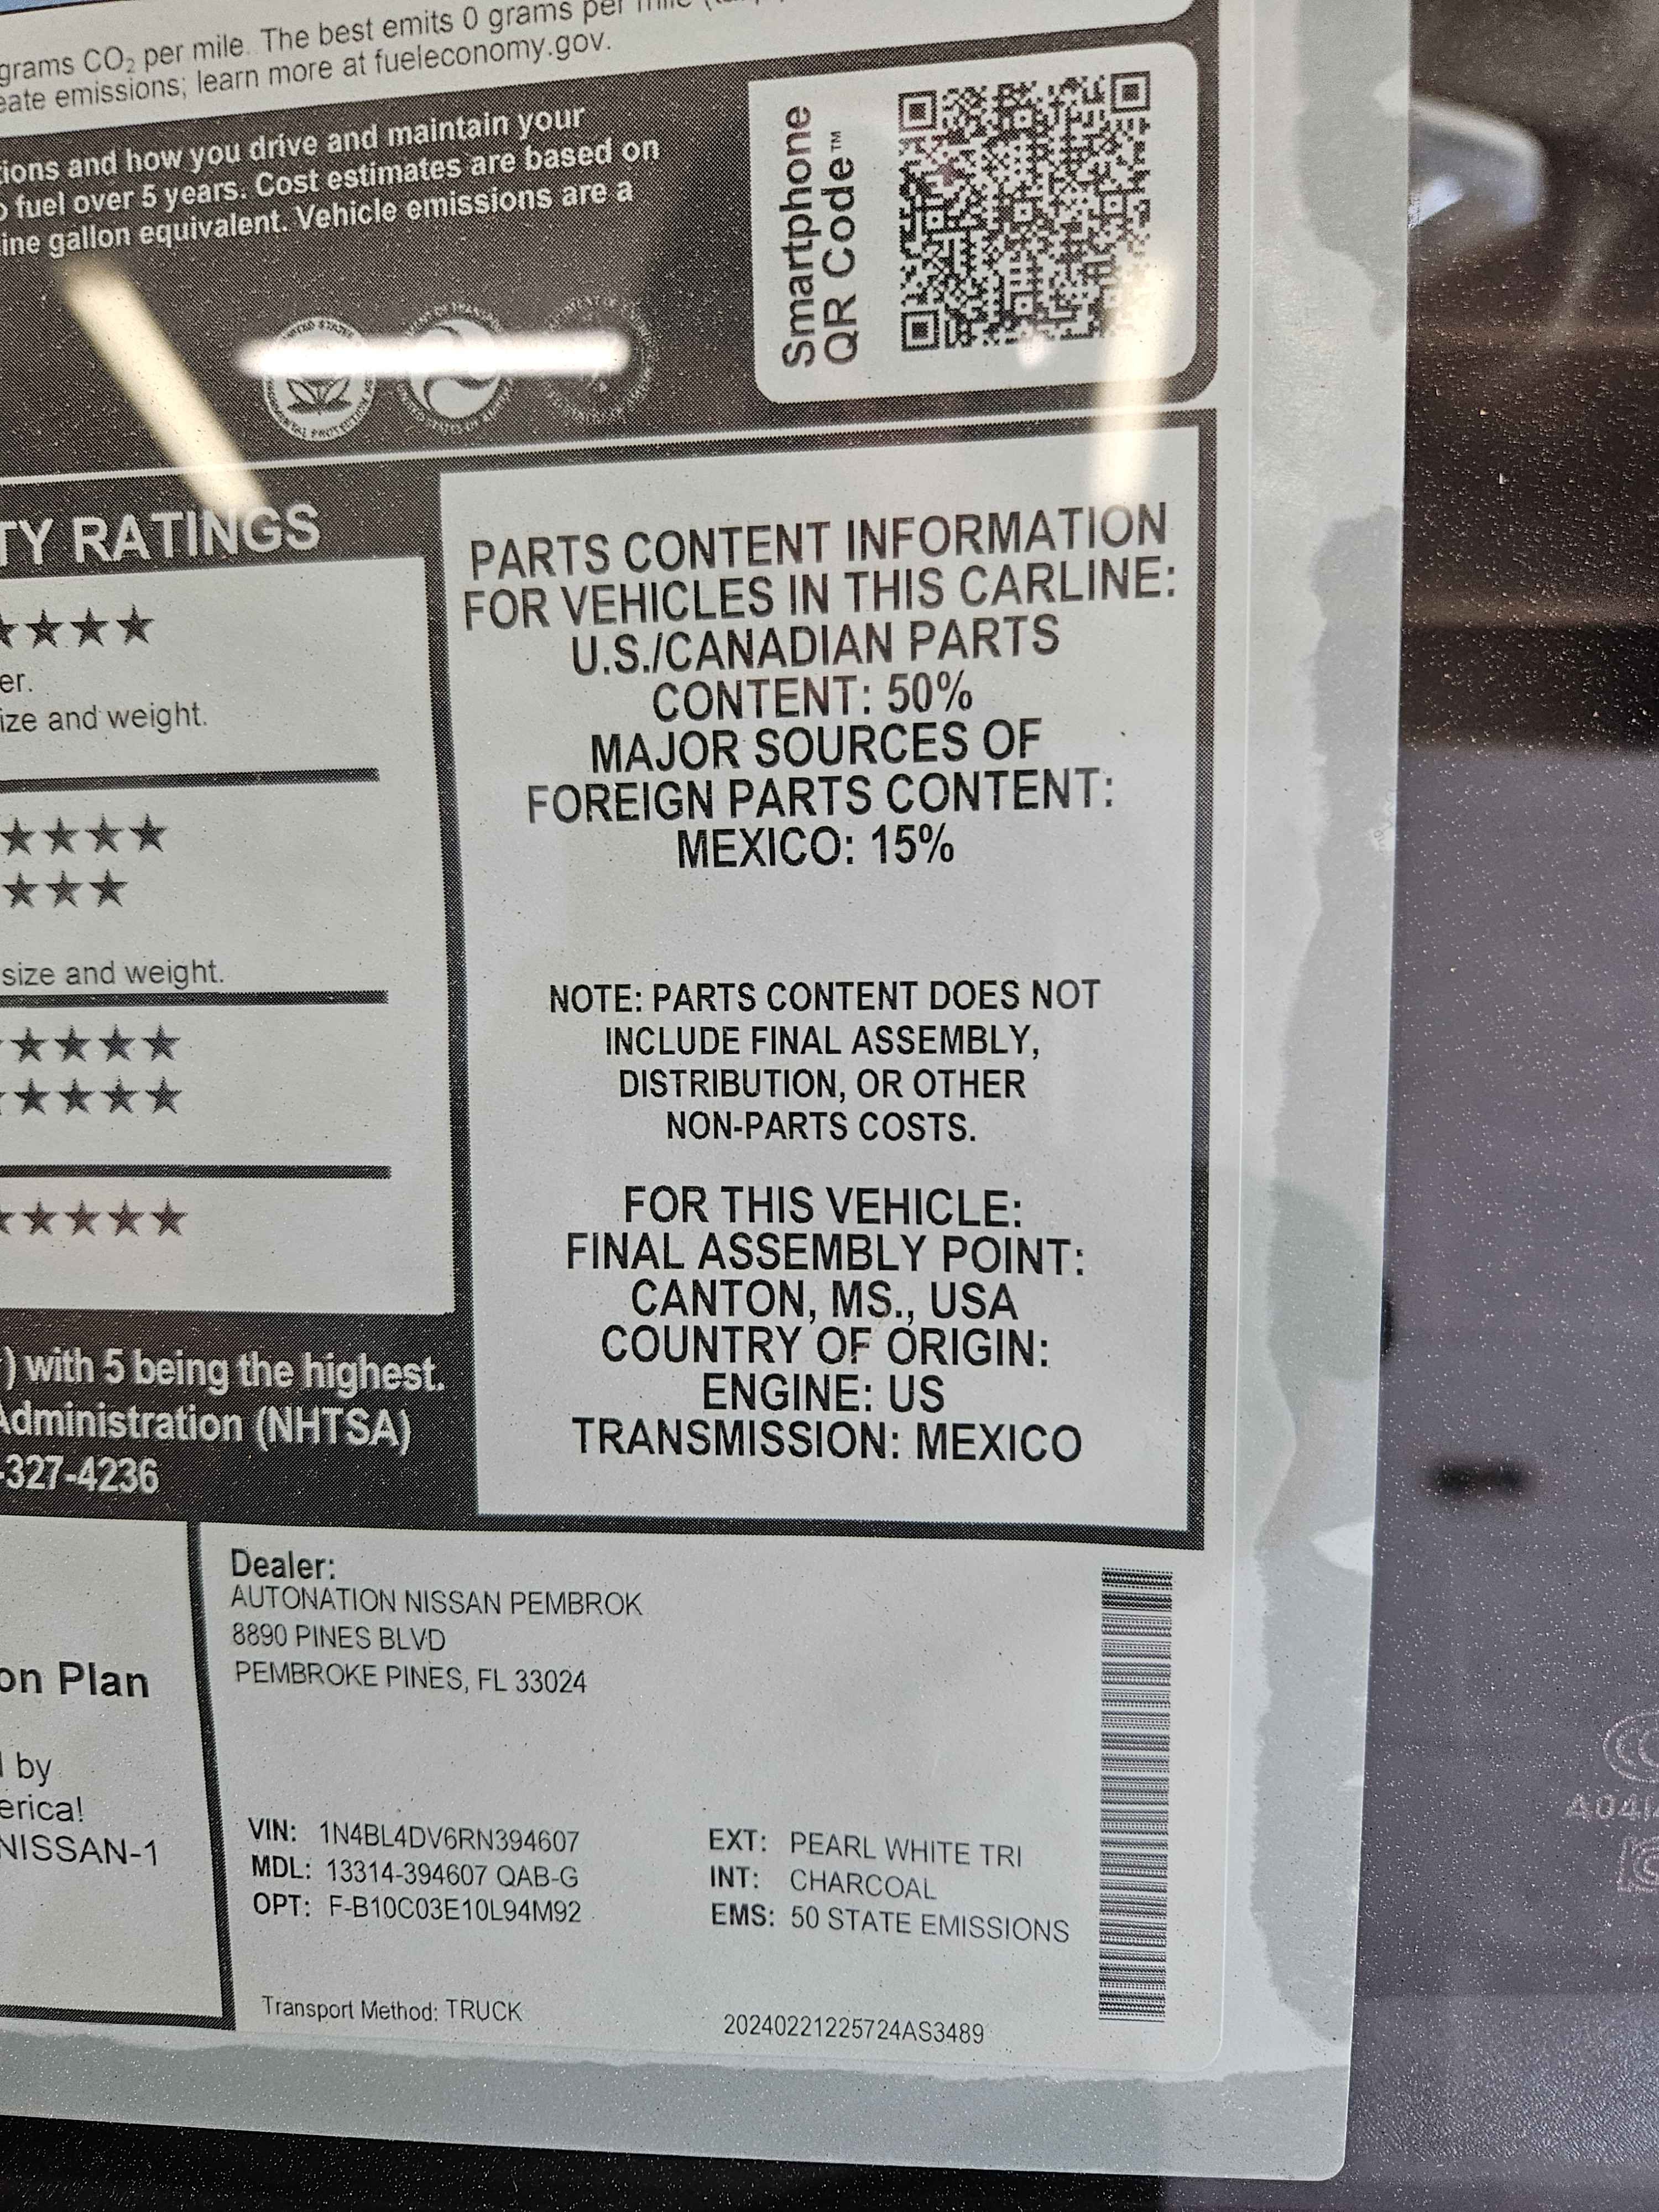 grams CO2 per mile. The best emits 0 grams per mile
eate emissions; learn more at fueleconomy.gov.
tions and how you drive and maintain your
o fuel over 5 years. Cost estimates are based on
ine gallon equivalent. Vehicle emissions are a
Smartphone
QR Code™
TY RATINGS
★★★★
er.
ize and weight.
★★★★
★★★
size and weight.
★★★★
★★★★
★★★★★
) with 5 being the highest.
Administration (NHTSA)
-327-4236
PARTS CONTENT INFORMATION
FOR VEHICLES IN THIS CARLINE:
U.S./CANADIAN PARTS
CONTENT: 50%
MAJOR SOURCES OF
FOREIGN PARTS CONTENT:
MEXICO: 15%
NOTE: PARTS CONTENT DOES NOT
INCLUDE FINAL ASSEMBLY,
DISTRIBUTION, OR OTHER
NON-PARTS COSTS.
FOR THIS VEHICLE:
FINAL ASSEMBLY POINT:
CANTON, MS., USA
COUNTRY OF ORIGIN:
ENGINE: US
TRANSMISSION: MEXICO
on Plan
by
erica!
NISSAN-1
Dealer:
AUTONATION NISSAN PEMBROK
8890 PINES BLVD
PEMBROKE PINES, FL 33024
VIN: 1N4BL4DV6RN394607
MDL: 13314-394607 QAB-G
OPT: F-B10C03E10L94M92
EXT: PEARL WHITE TRI
INT: CHARCOAL
EMS: 50 STATE EMISSIONS
Transport Method: TRUCK
20240221225724AS3489